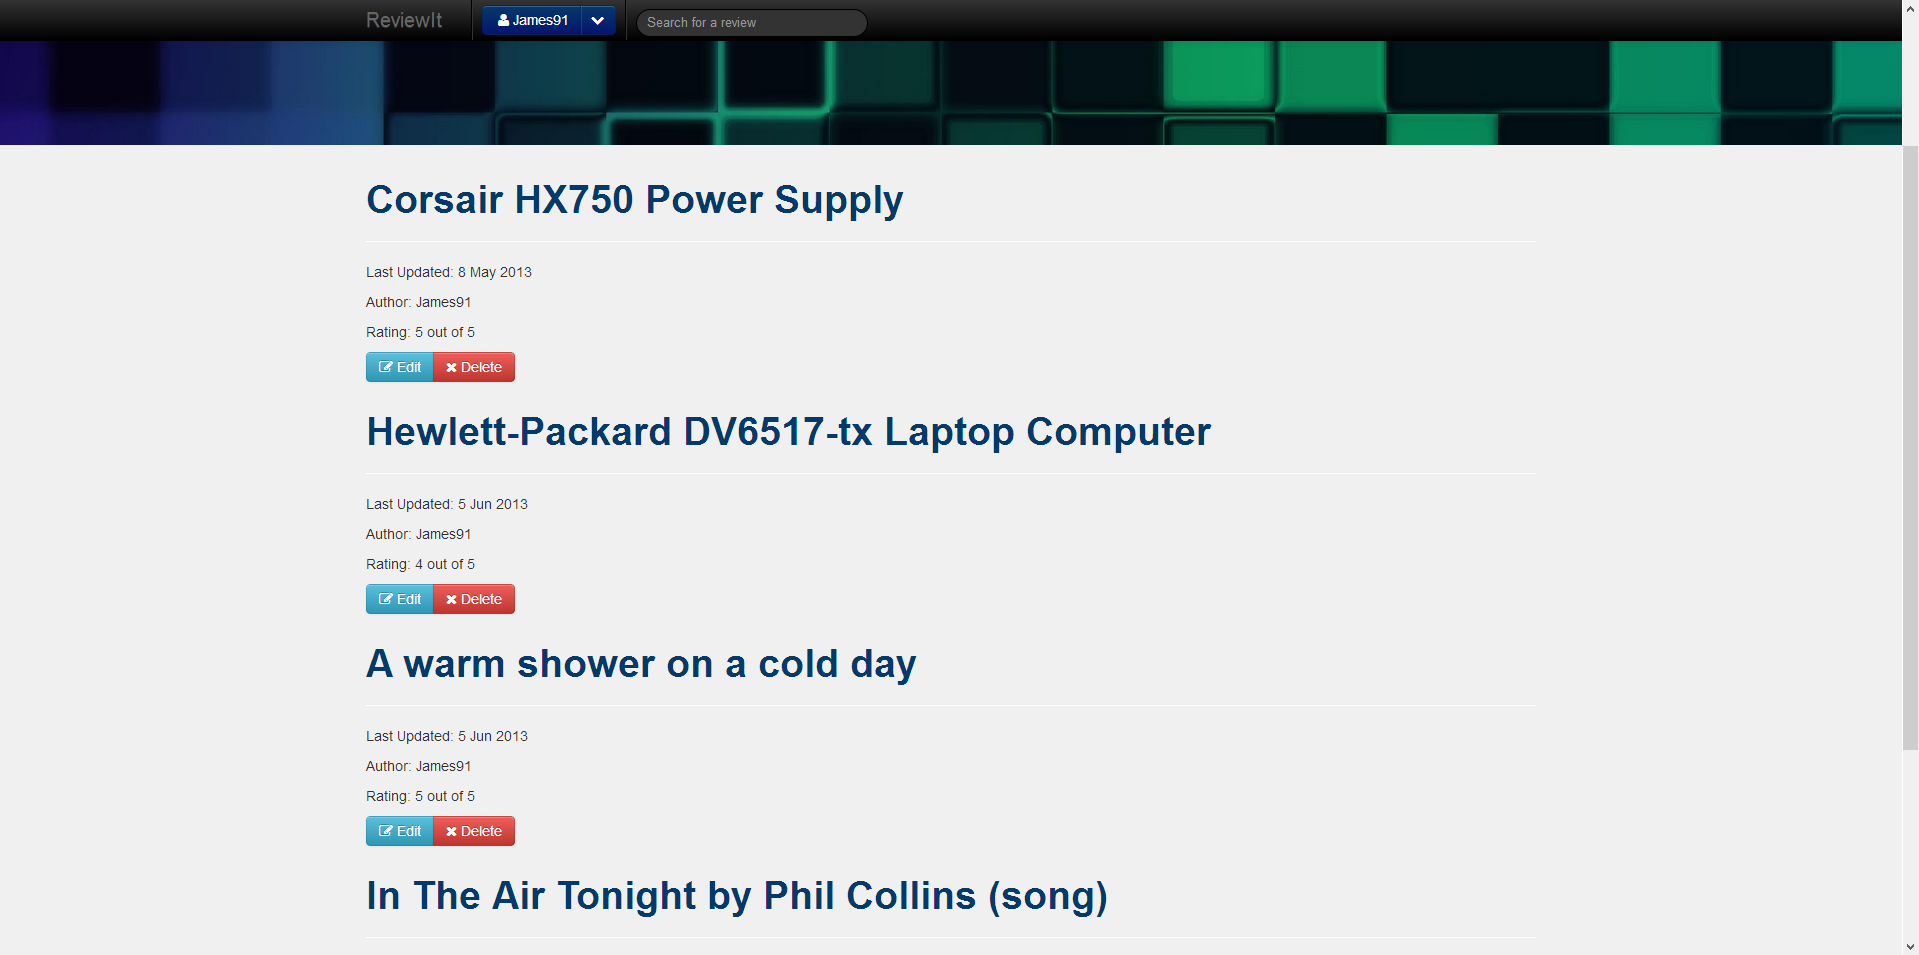 ReviewIt
James91
Search for a review
Corsair HX750 Power Supply
Last Updated: 8 May 2013
Author: James91
Rating: 5 out of 5
Edit Delete
Hewlett-Packard DV6517-tx Laptop Computer
Last Updated: 5 Jun 2013
Author: James91
Rating: 4 out of 5
Edit Delete
A warm shower on a cold day
Last Updated: 5 Jun 2013
Author: James91
Rating: 5 out of 5
Edit Delete
In The Air Tonight by Phil Collins (song)